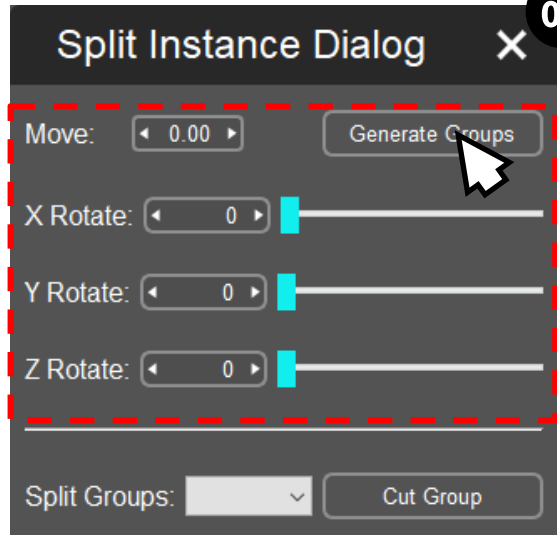 Split Instance Dialog
Move: 0.00 Generate Groups
X Rotate: 0
Y Rotate: 0
Z Rotate: 0
Split Groups: Cut Group